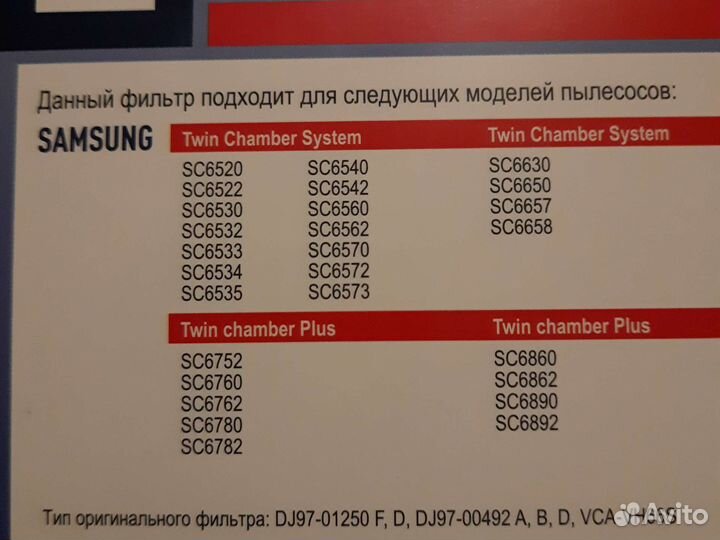 Данный фильтр подходит для следующих моделей пылесосов:
SAMSUNG
Twin Chamber System
SC6520 SC6540
SC6522 SC6542
SC6530 SC6560
SC6532 SC6562
SC6533 SC6570
SC6534 SC6572
SC6535 SC6573
Twin Chamber System
SC6630
SC6650
SC6657
SC6658
Twin chamber Plus
SC6752
SC6760
SC6762
SC6780
SC6782
Twin chamber Plus
SC6860
SC6862
SC6890
SC6892
Тип оригинального фильтра: DJ97-01250 F, D, DJ97-00492 A, B, D,
Avito